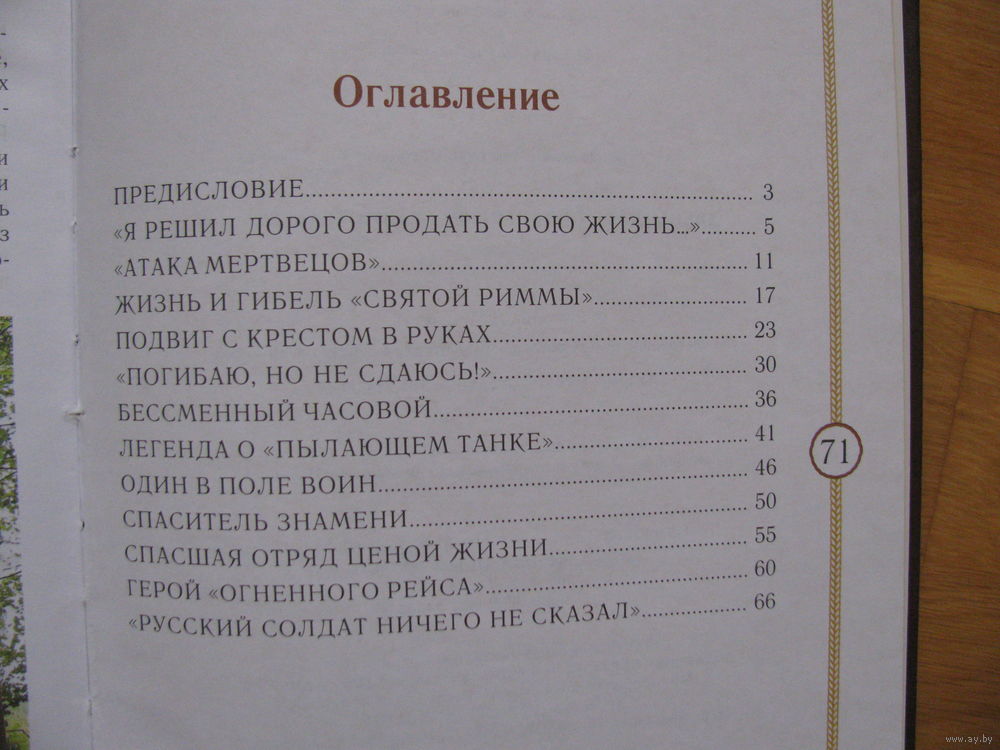 -
,
х
-
и
и
ь
з
о-
Оглавление
ПРЕДИСЛОВИЕ........................................ 3
«Я РЕШИЛ ДОРОГО ПРОДАТЬ СВОЮ ЖИЗНЬ...».......... 5
«АТАКА МЕРТВЕЦОВ»........................................ 11
ЖИЗНЬ И ГИБЕЛЬ «СВЯТОЙ РИММЫ».................... 17
ПОДВИГ С КРЕСТОМ В РУКАХ.............................. 23
«ПОГИБАЮ, НО НЕ СДАЮСЬ!».............................. 30
БЕССМЕННЫЙ ЧАСОВОЙ.................................... 36
ЛЕГЕНДА О «ПЫЛАЮЩЕМ ТАНКЕ»........................ 41
ОДИН В ПОЛЕ ВОИН........................................ 46
СПАСИТЕЛЬ ЗНАМЕНИ...................................... 50
СПАСШАЯ ОТРЯД ЦЕНОЙ ЖИЗНИ........................ 55
ГЕРОЙ «ОГНЕННОГО РЕЙСА».............................. 60
«РУССКИЙ СОЛДАТ НИЧЕГО НЕ СКАЗАЛ»............. 66
71
www.ay.by